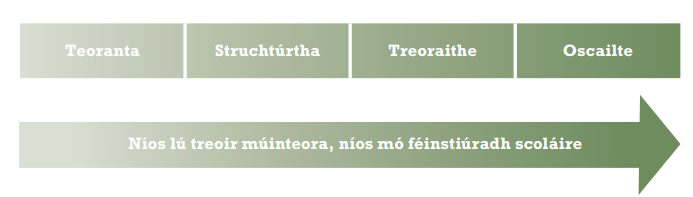 Teoranta Struchtúrtha Treoraithe Oscailte
Níos lú treoir múinteora, níos mó féinstiúradh scoláire